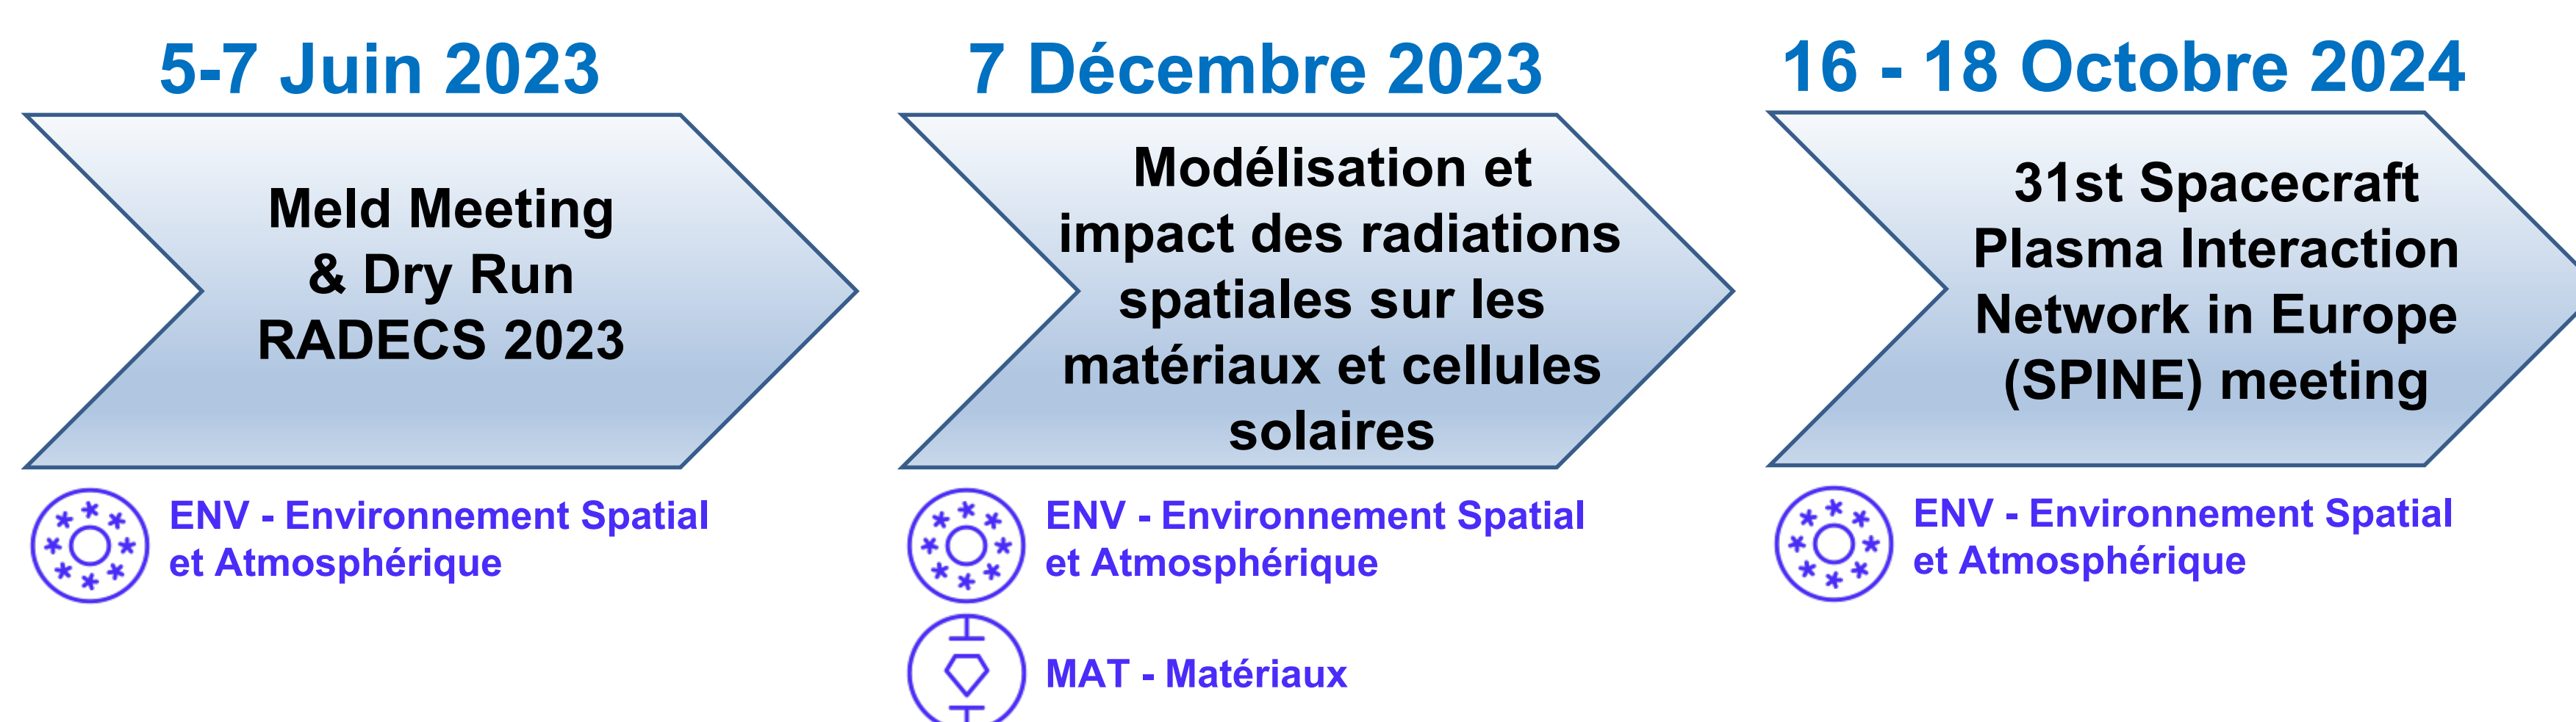 5-7 Juin 2023
Meld Meeting
& Dry Run
RADECS 2023
ENV - Environnement Spatial
et Atmosphérique
7 Décembre 2023
Modélisation et
impact des radiations
spatiales sur les
matériaux et cellules
solaires
ENV - Environnement Spatial
et Atmosphérique
MAT - Matériaux
16 - 18 Octobre 2024
31st Spacecraft
Plasma Interaction
Network in Europe
(SPINE) meeting
ENV - Environnement Spatial
et Atmosphérique